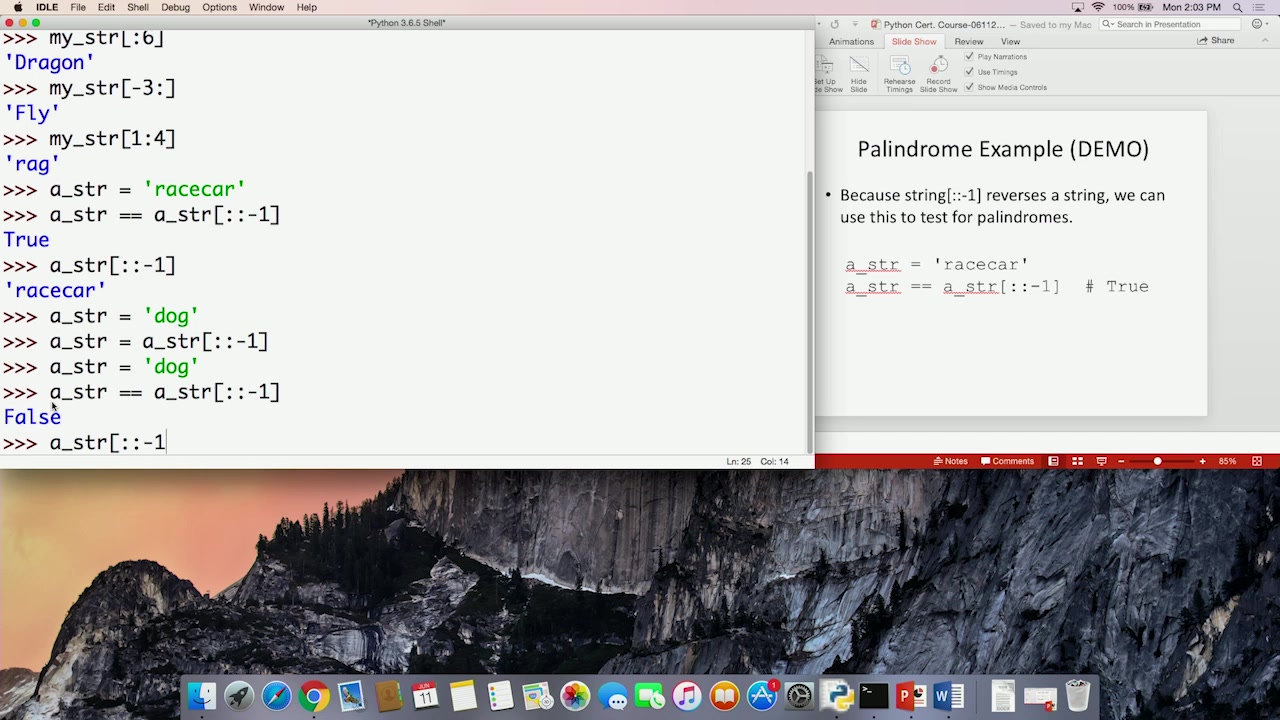 IDLE File Edit Shell Debug Options Window Help 100% Mon 2:03 PM
*Python 3.6.5 Shell*
>>> my_str[:6]
'Dragon'
>>> my_str[-3:]
'Fly'
>>> my_str[1:4]
'rag'
>>> a_str = 'racecar'
>>> a_str == a_str[::-1]
True
>>> a_str[::-1]
'racecar'
>>> a_str = 'dog'
>>> a_str = a_str[::-1]
>>> a_str = 'dog'
>>> a_str == a_str[::-1]
False
>>> a_str[::-1
Ln: 25 Col: 14
Python Cert. Course-06112... — Saved to my Mac Search in Presentation
Animations Slide Show Review View Share
Hide Slide
Rehearse Timings
Record Slide Show
Play Narrations
Use Timings
Show Media Controls
Palindrome Example (DEMO)
• Because string[::-1] reverses a string, we can
use this to test for palindromes.
a_str = 'racecar'
a_str == a_str[::-1] # True
Notes Comments 85%
JUN
11
1